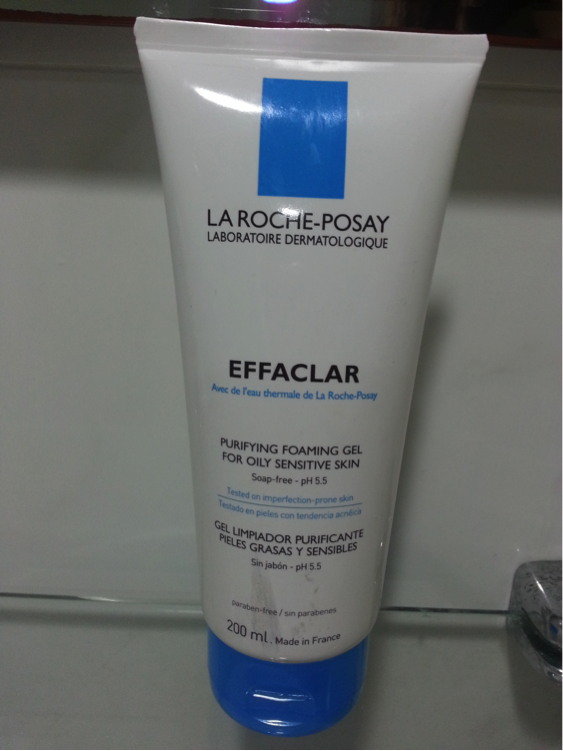 LA ROCHE-POSAY
LABORATOIRE DERMATOLOGIQUE
EFFACLAR
Avec de l'eau thermale de La Roche-Posay
PURIFYING FOAMING GEL
FOR OILY SENSITIVE SKIN
Soap-free - pH 5.5
Tested on imperfection-prone skin
Testado en pieles con tendencia acnéica
GEL LIMPIADOR PURIFICANTE
PIELES GRASAS Y SENSIBLES
Sin jabón - pH 5.5
paraben-free / sin parabenes
200 ml . Made in France